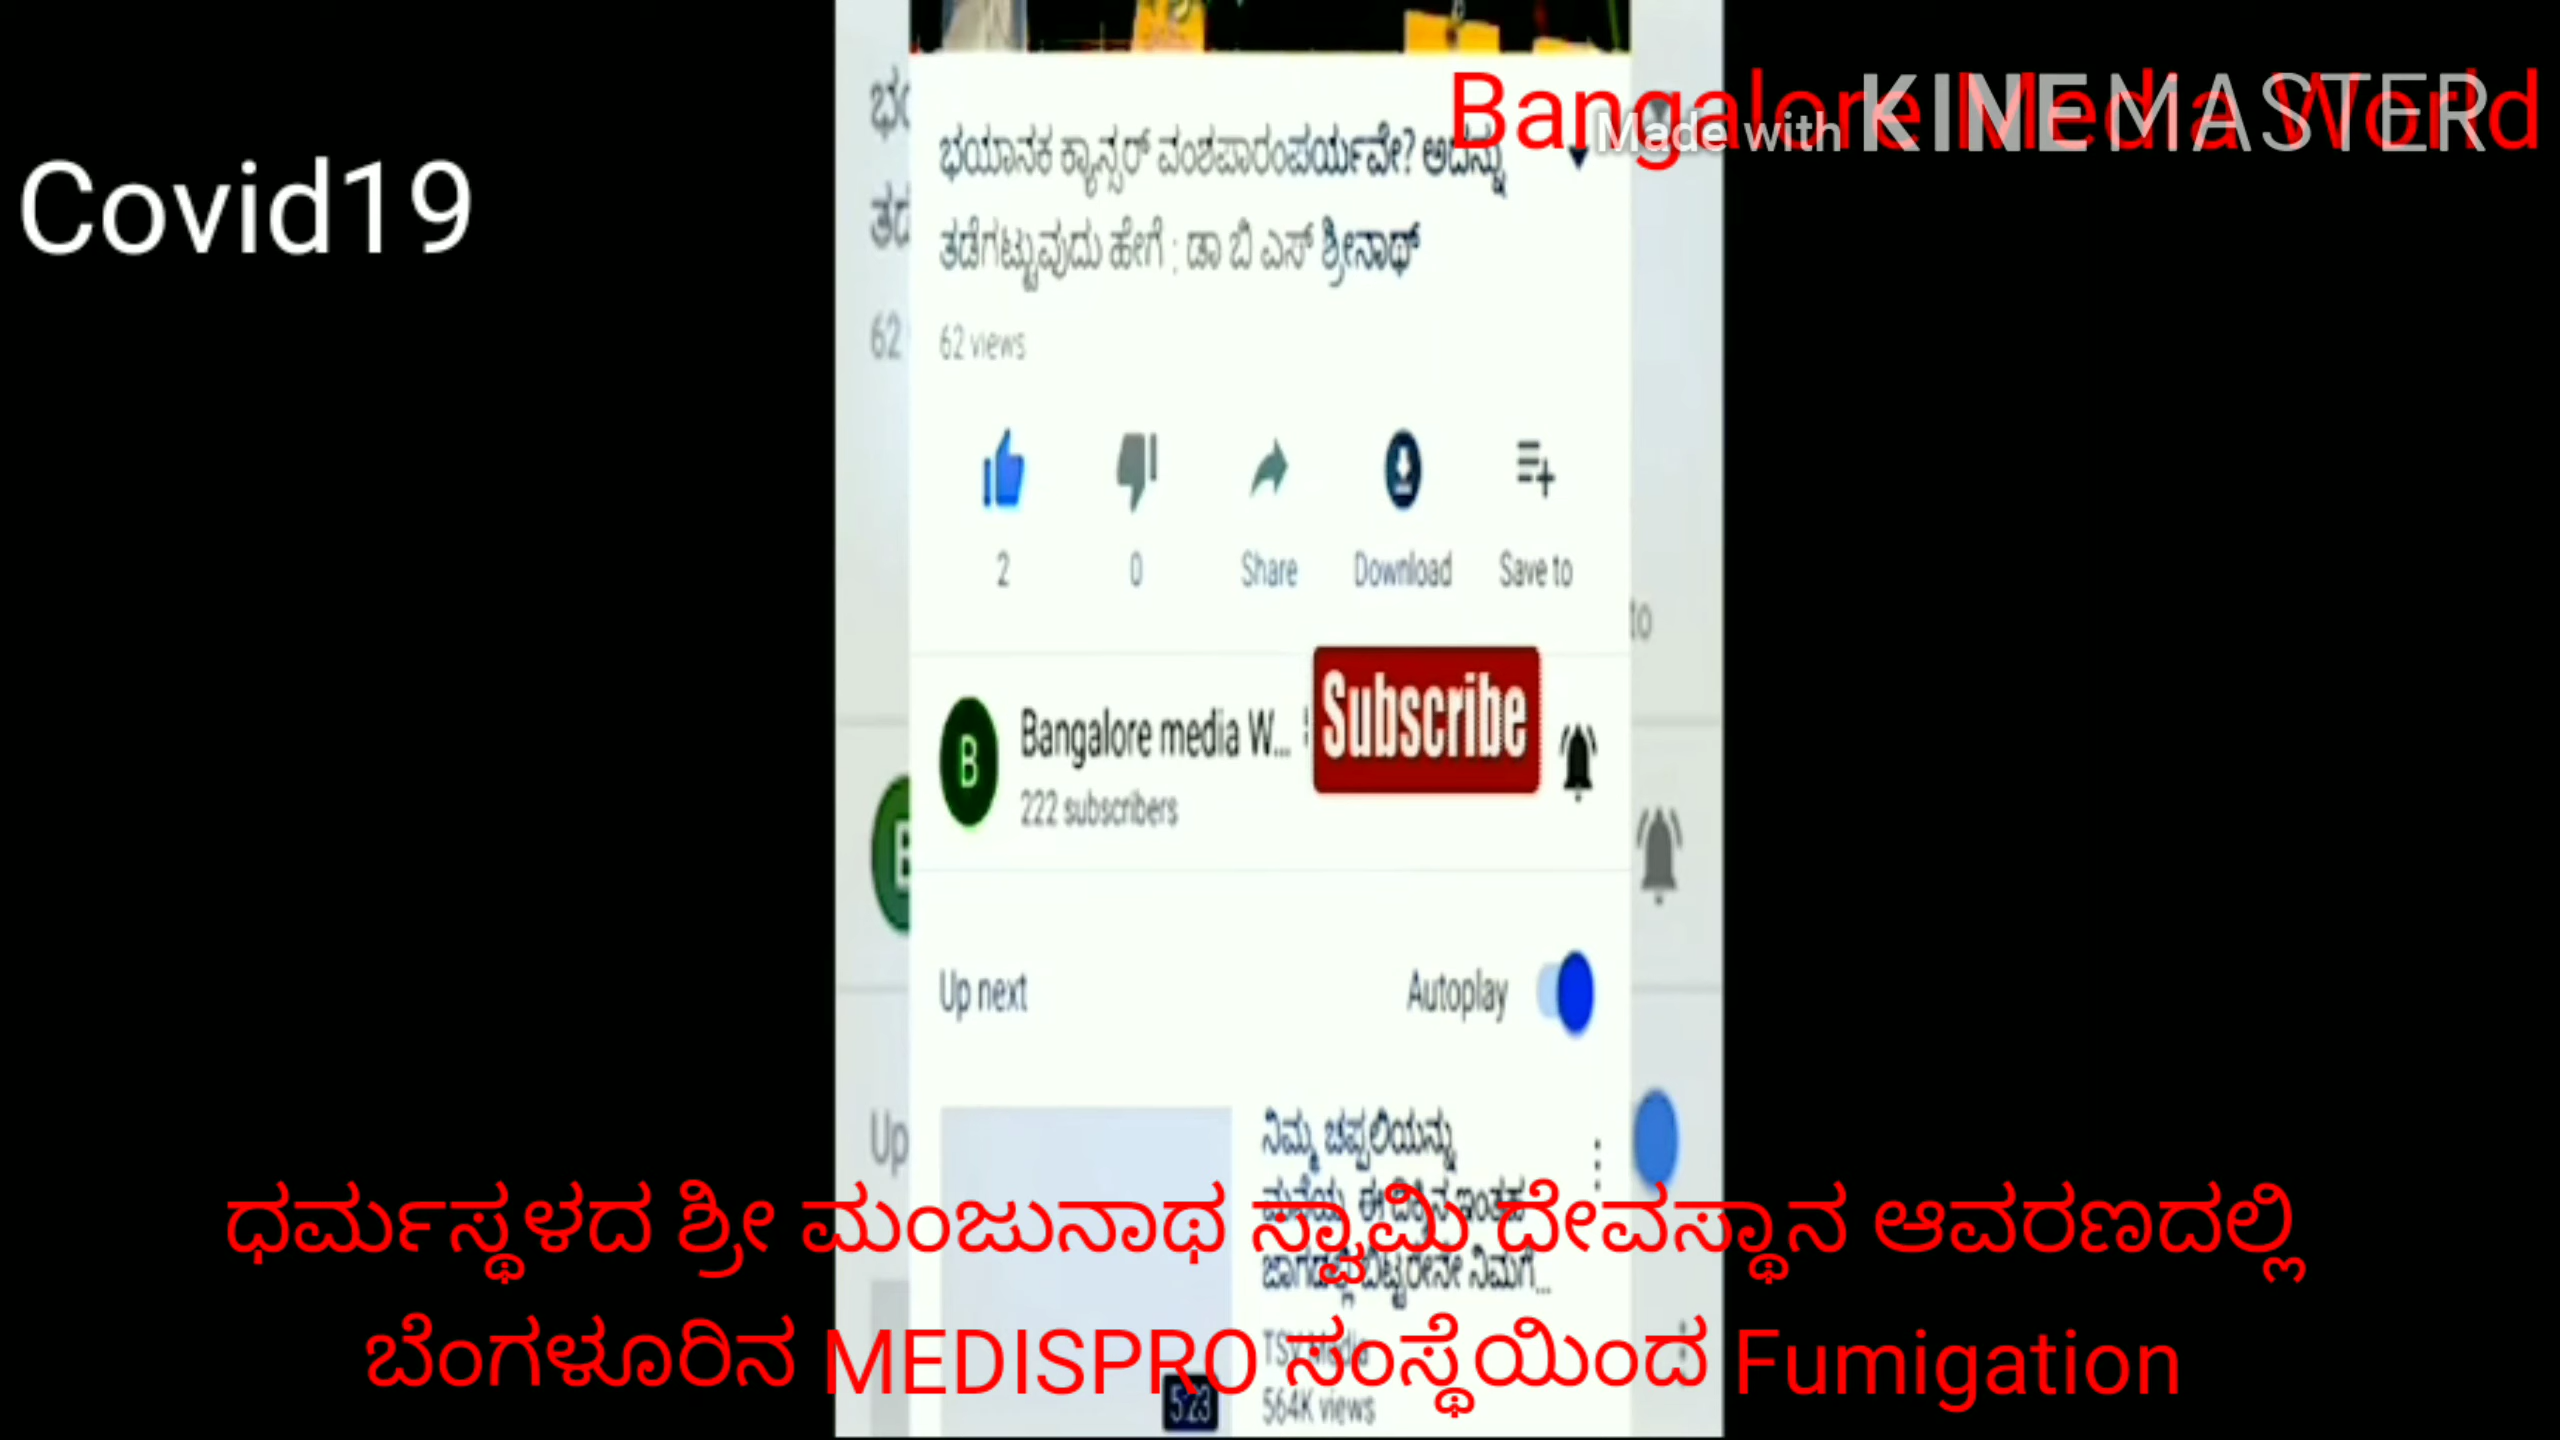 Bangalore Media World
Made with KINEMASTER
Covid19
ಭಯಾನಕ ಕ್ಯಾನ್ಸರ್ ವಂಶಪಾರಂಪರ್ಯವೇ? ಅದನ್ನು
ತಡೆಗಟ್ಟುವುದು ಹೇಗೆ : ಡಾ ಬಿ ಎಸ್ ಶ್ರೀನಾಥ್
62 views
2 0 Share Download Save to
Bangalore media W... Subscribe
B
222 subscribers
Up next Autoplay
ನಿಮ್ಮ ಚಪ್ಪಲಿಯನ್ನು
ನಿಮಗೆ...
564K views
5:23
ಧರ್ಮಸ್ಥಳದ ಶ್ರೀ ಮಂಜುನಾಥ ಸ್ವಾಮಿ ದೇವಸ್ಥಾನ ಆವರಣದಲ್ಲಿ
ಬೆಂಗಳೂರಿನ MEDISPRO ಸಂಸ್ಥೆಯಿಂದ Fumigation